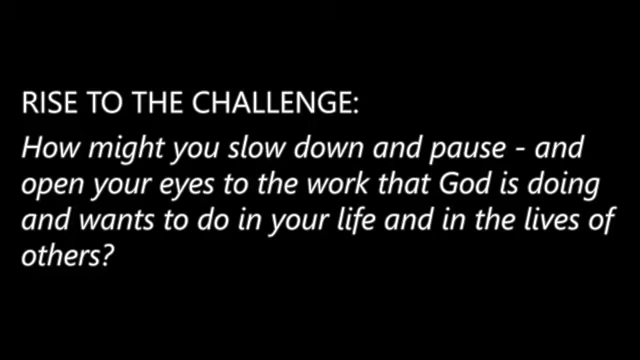 RISE TO THE CHALLENGE:
How might you slow down and pause - and
open your eyes to the work that God is doing
and wants to do in your life and in the lives of
others?